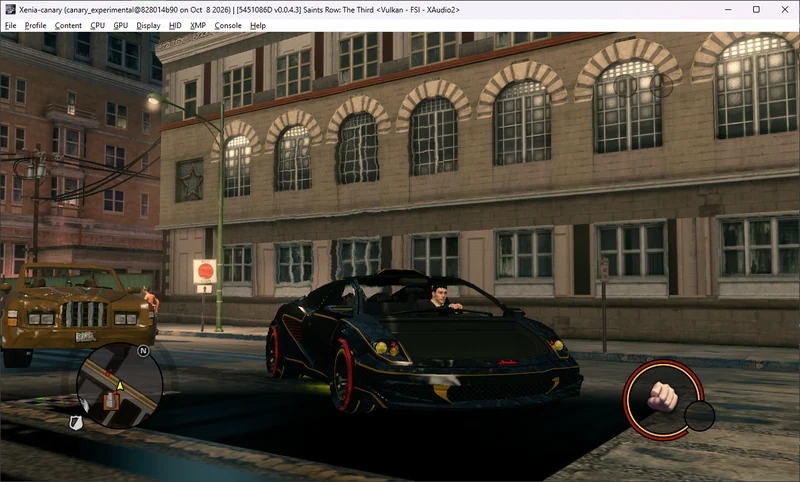 Xenia-canary (canary_experimental@828014b90 on Oct 8 2026) | [5451086D v0.0.4.3] Saints Row: The Third <Vulkan - FSI - XAudio2>
File Profile Content CPU GPU Display HID XMP Console Help
N